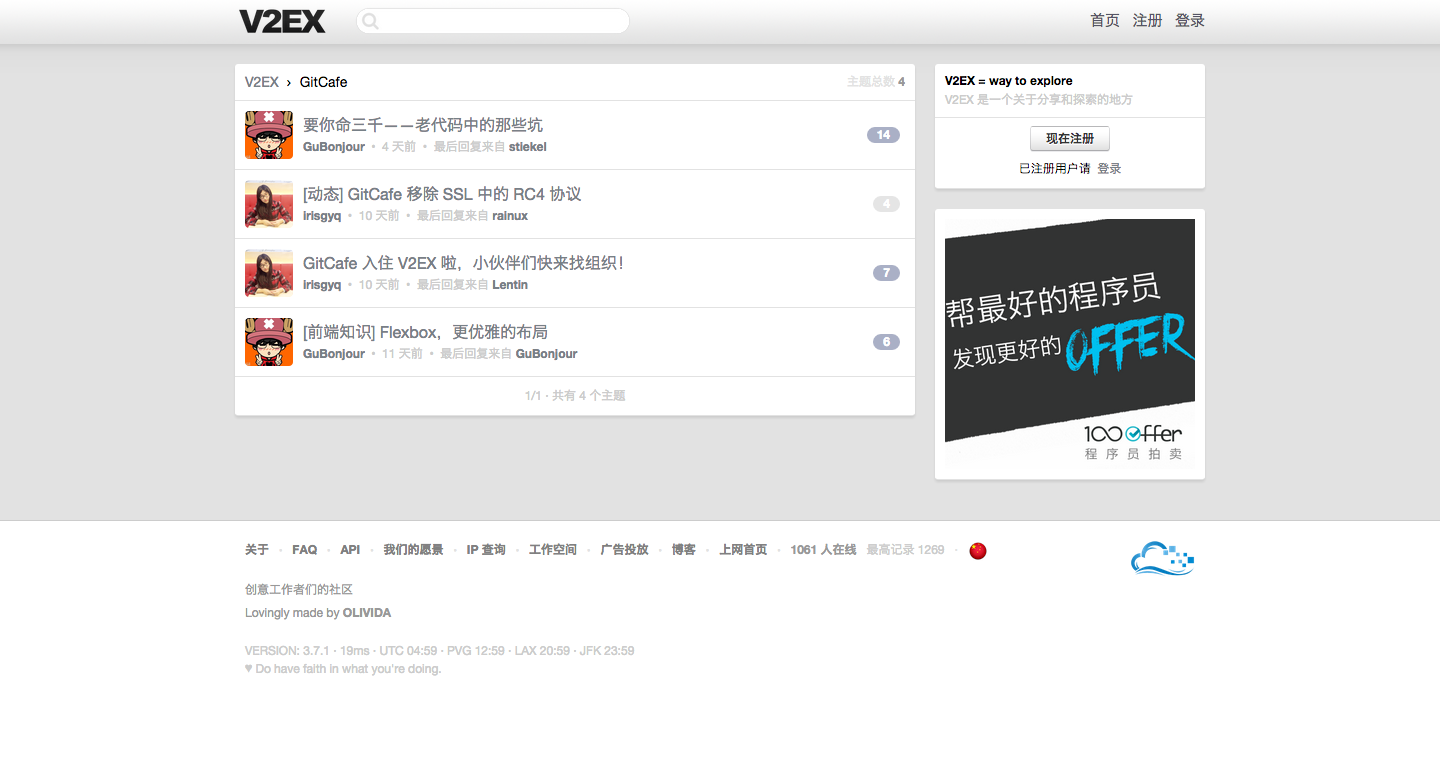 V2EX
首页 注册 登录
V2EX › GitCafe 主题总数 4
要你命三千——老代码中的那些坑
GuBonjour • 4 天前 • 最后回复来自 stiekel
14
[动态] GitCafe 移除 SSL 中的 RC4 协议
irisgyq • 10 天前 • 最后回复来自 rainux
4
GitCafe 入住 V2EX 啦，小伙伴们快来找组织！
irisgyq • 10 天前 • 最后回复来自 Lentin
7
[前端知识] Flexbox，更优雅的布局
GuBonjour • 11 天前 • 最后回复来自 GuBonjour
6
1/1 · 共有 4 个主题
V2EX = way to explore
V2EX 是一个关于分享和探索的地方
现在注册
已注册用户请 登录
帮最好的程序员
发现更好的 OFFER
100 offer
程序员拍卖
关于 · FAQ · API · 我们的愿景 · IP 查询 · 工作空间 · 广告投放 · 博客 · 上网首页 · 1061 人在线 最高记录 1269 ·
创意工作者们的社区
Lovingly made by OLIVIDA
VERSION: 3.7.1 · 19ms · UTC 04:59 · PVG 12:59 · LAX 20:59 · JFK 23:59
♥ Do have faith in what you're doing.